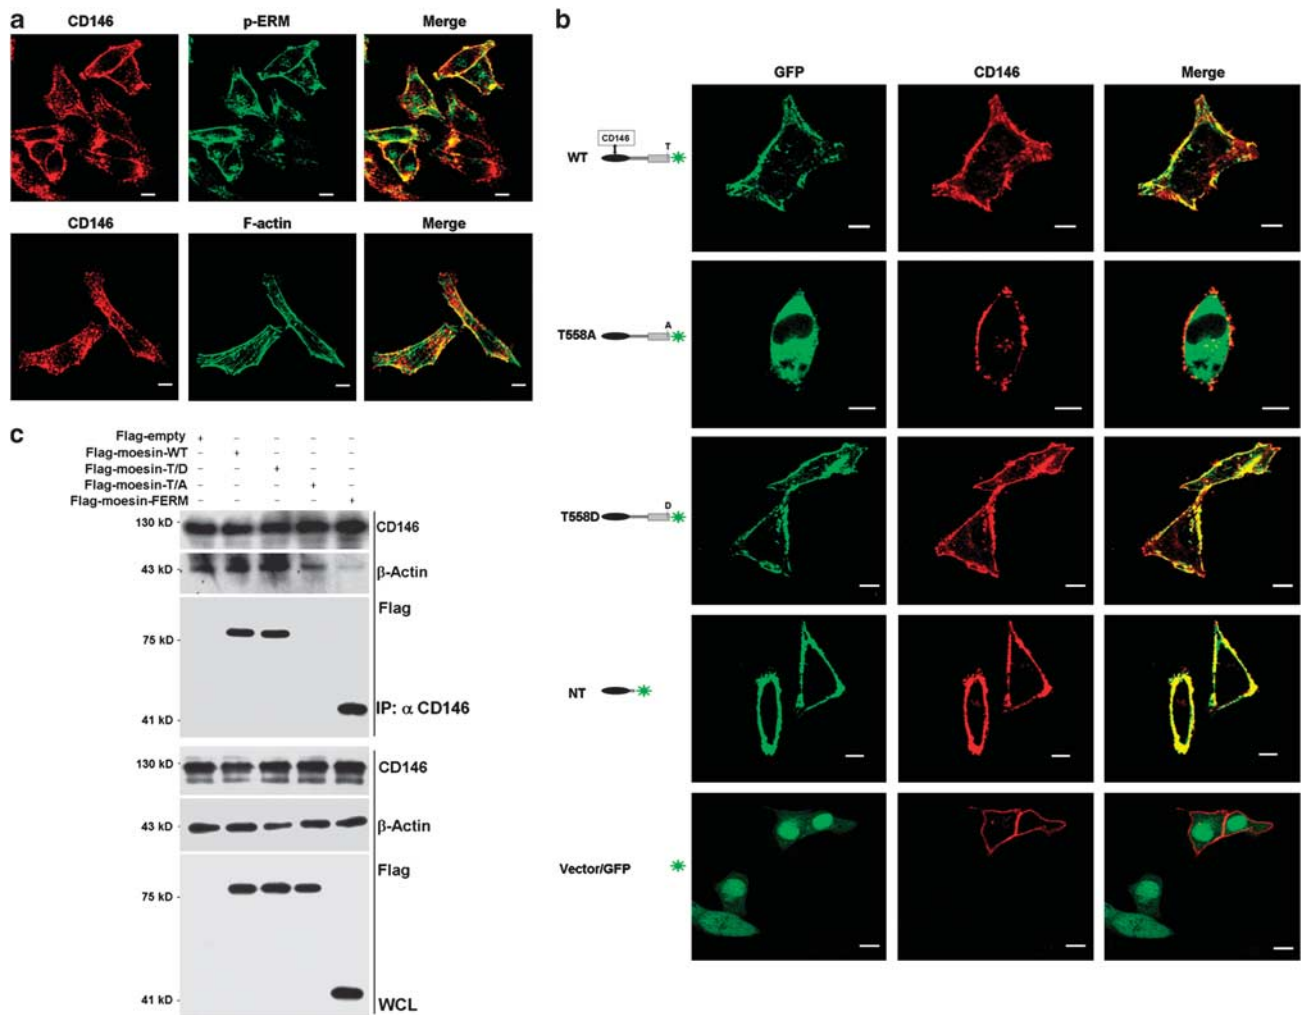 a
CD146 p-ERM Merge
CD146 F-actin Merge
b
GFP CD146 Merge
CD146
T
WT
A
T558A
D
T558D
NT
Vector/GFP
c
Flag-empty + – – – –
Flag-moesin-WT – + – – –
Flag-moesin-T/D – – + – –
Flag-moesin-T/A – – – + –
Flag-moesin-FERM – – – – +
130 kD - CD146
43 kD - β-Actin
Flag
75 kD -
41 kD - IP: α CD146
130 kD - CD146
43 kD - β-Actin
Flag
75 kD -
41 kD - WCL